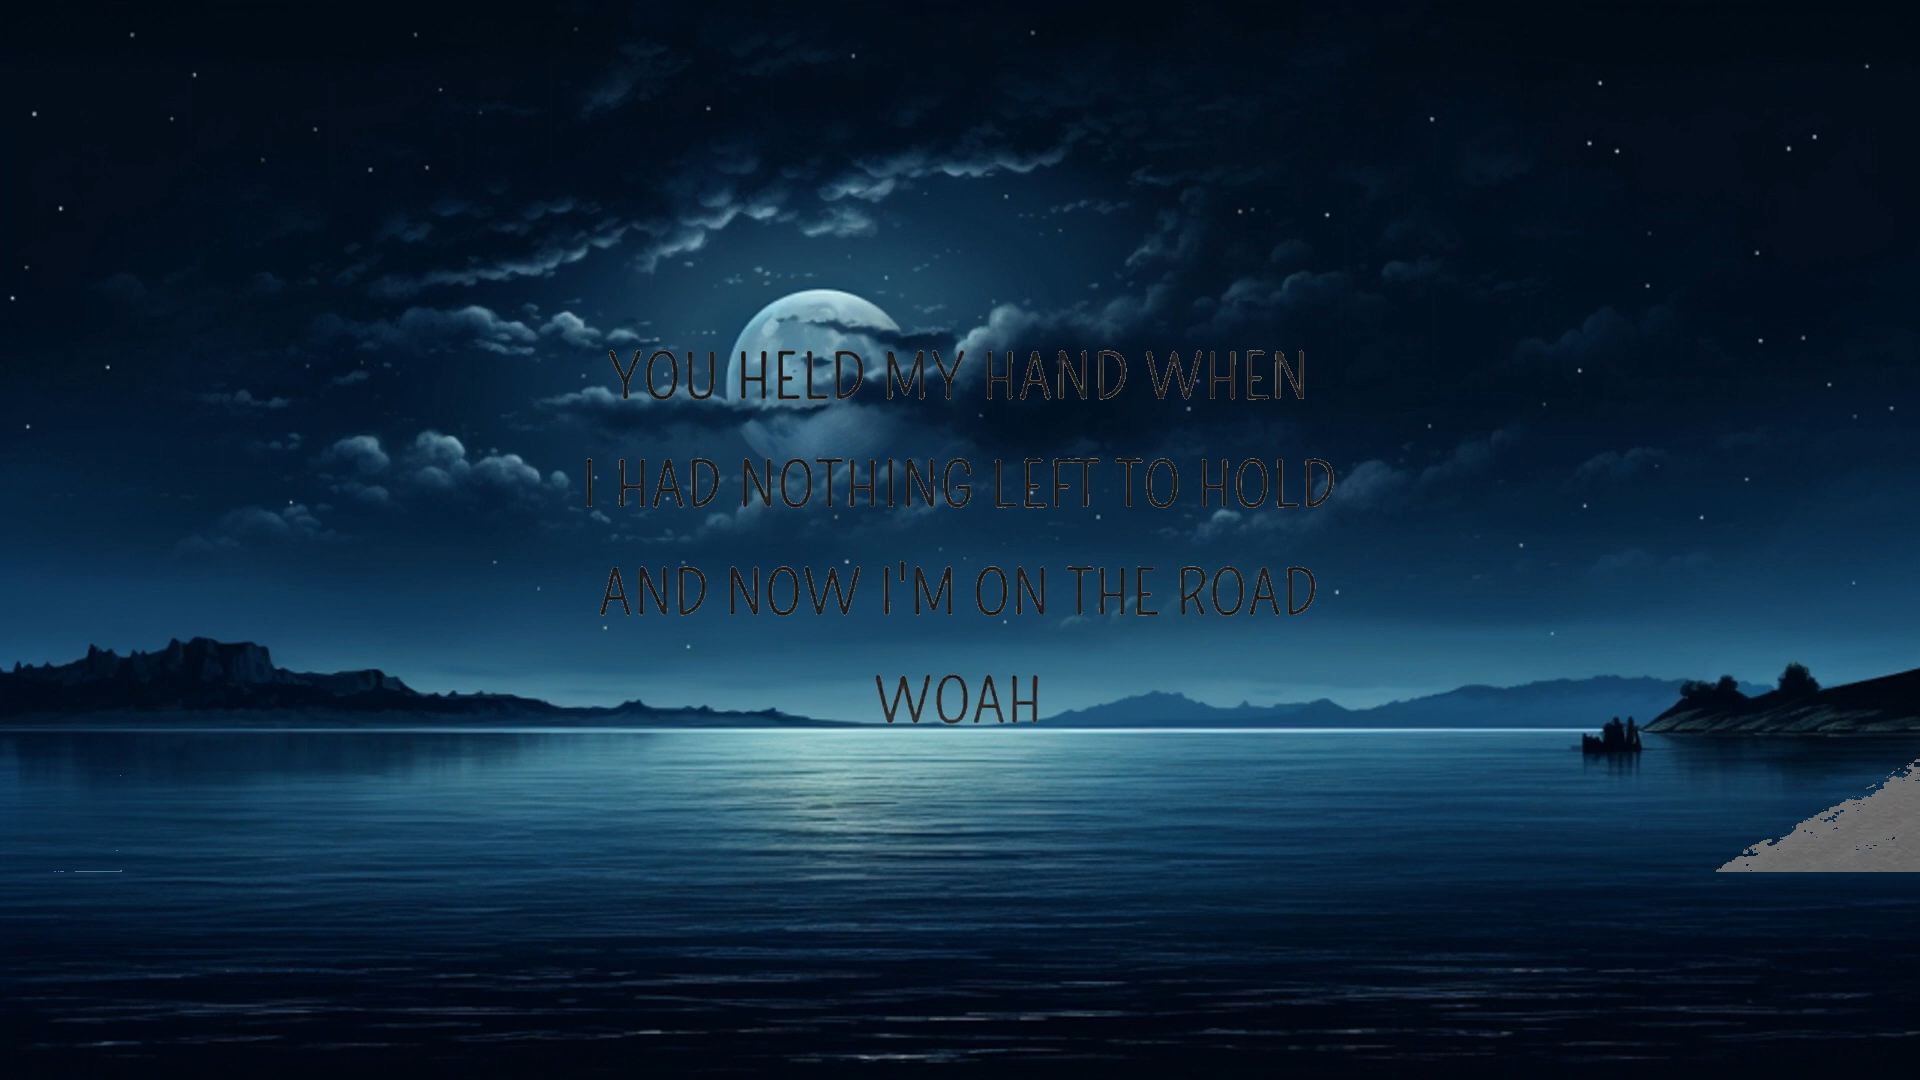 YOU HELD MY HAND WHEN
I HAD NOTHING LEFT TO HOLD
AND NOW I'M ON THE ROAD
WOAH